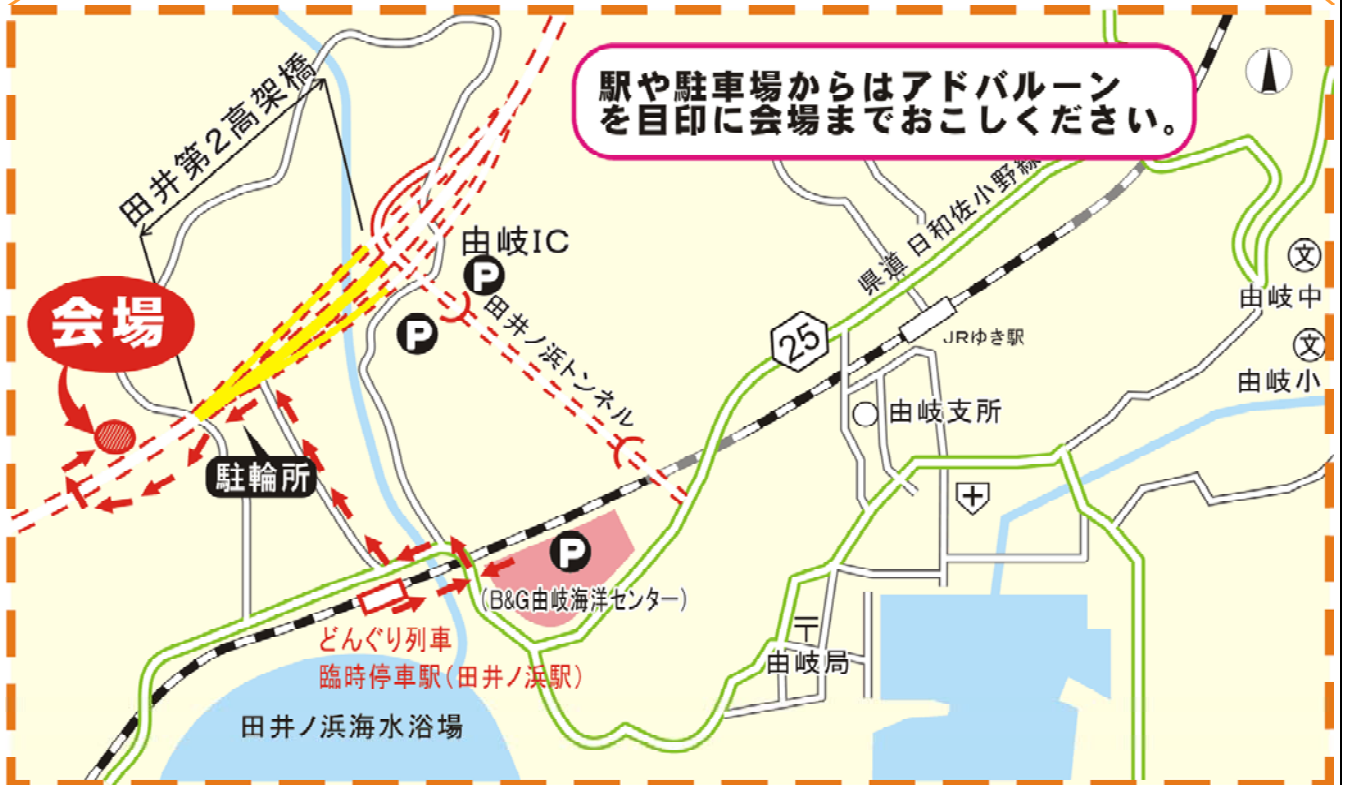 駅や駐車場からはアドバルーン
を目印に会場までおこしください。
田井第2高架橋
由岐IC
P
P
田井ノ浜トンネル
県道 日和佐小野線
25
JRゆき駅
文
由岐中
文
由岐小
会場
駐輪所
由岐支所
P
(B&G由岐海洋センター)
どんぐり列車
臨時停車駅(田井ノ浜駅)
田井ノ浜海水浴場
〒
由岐局